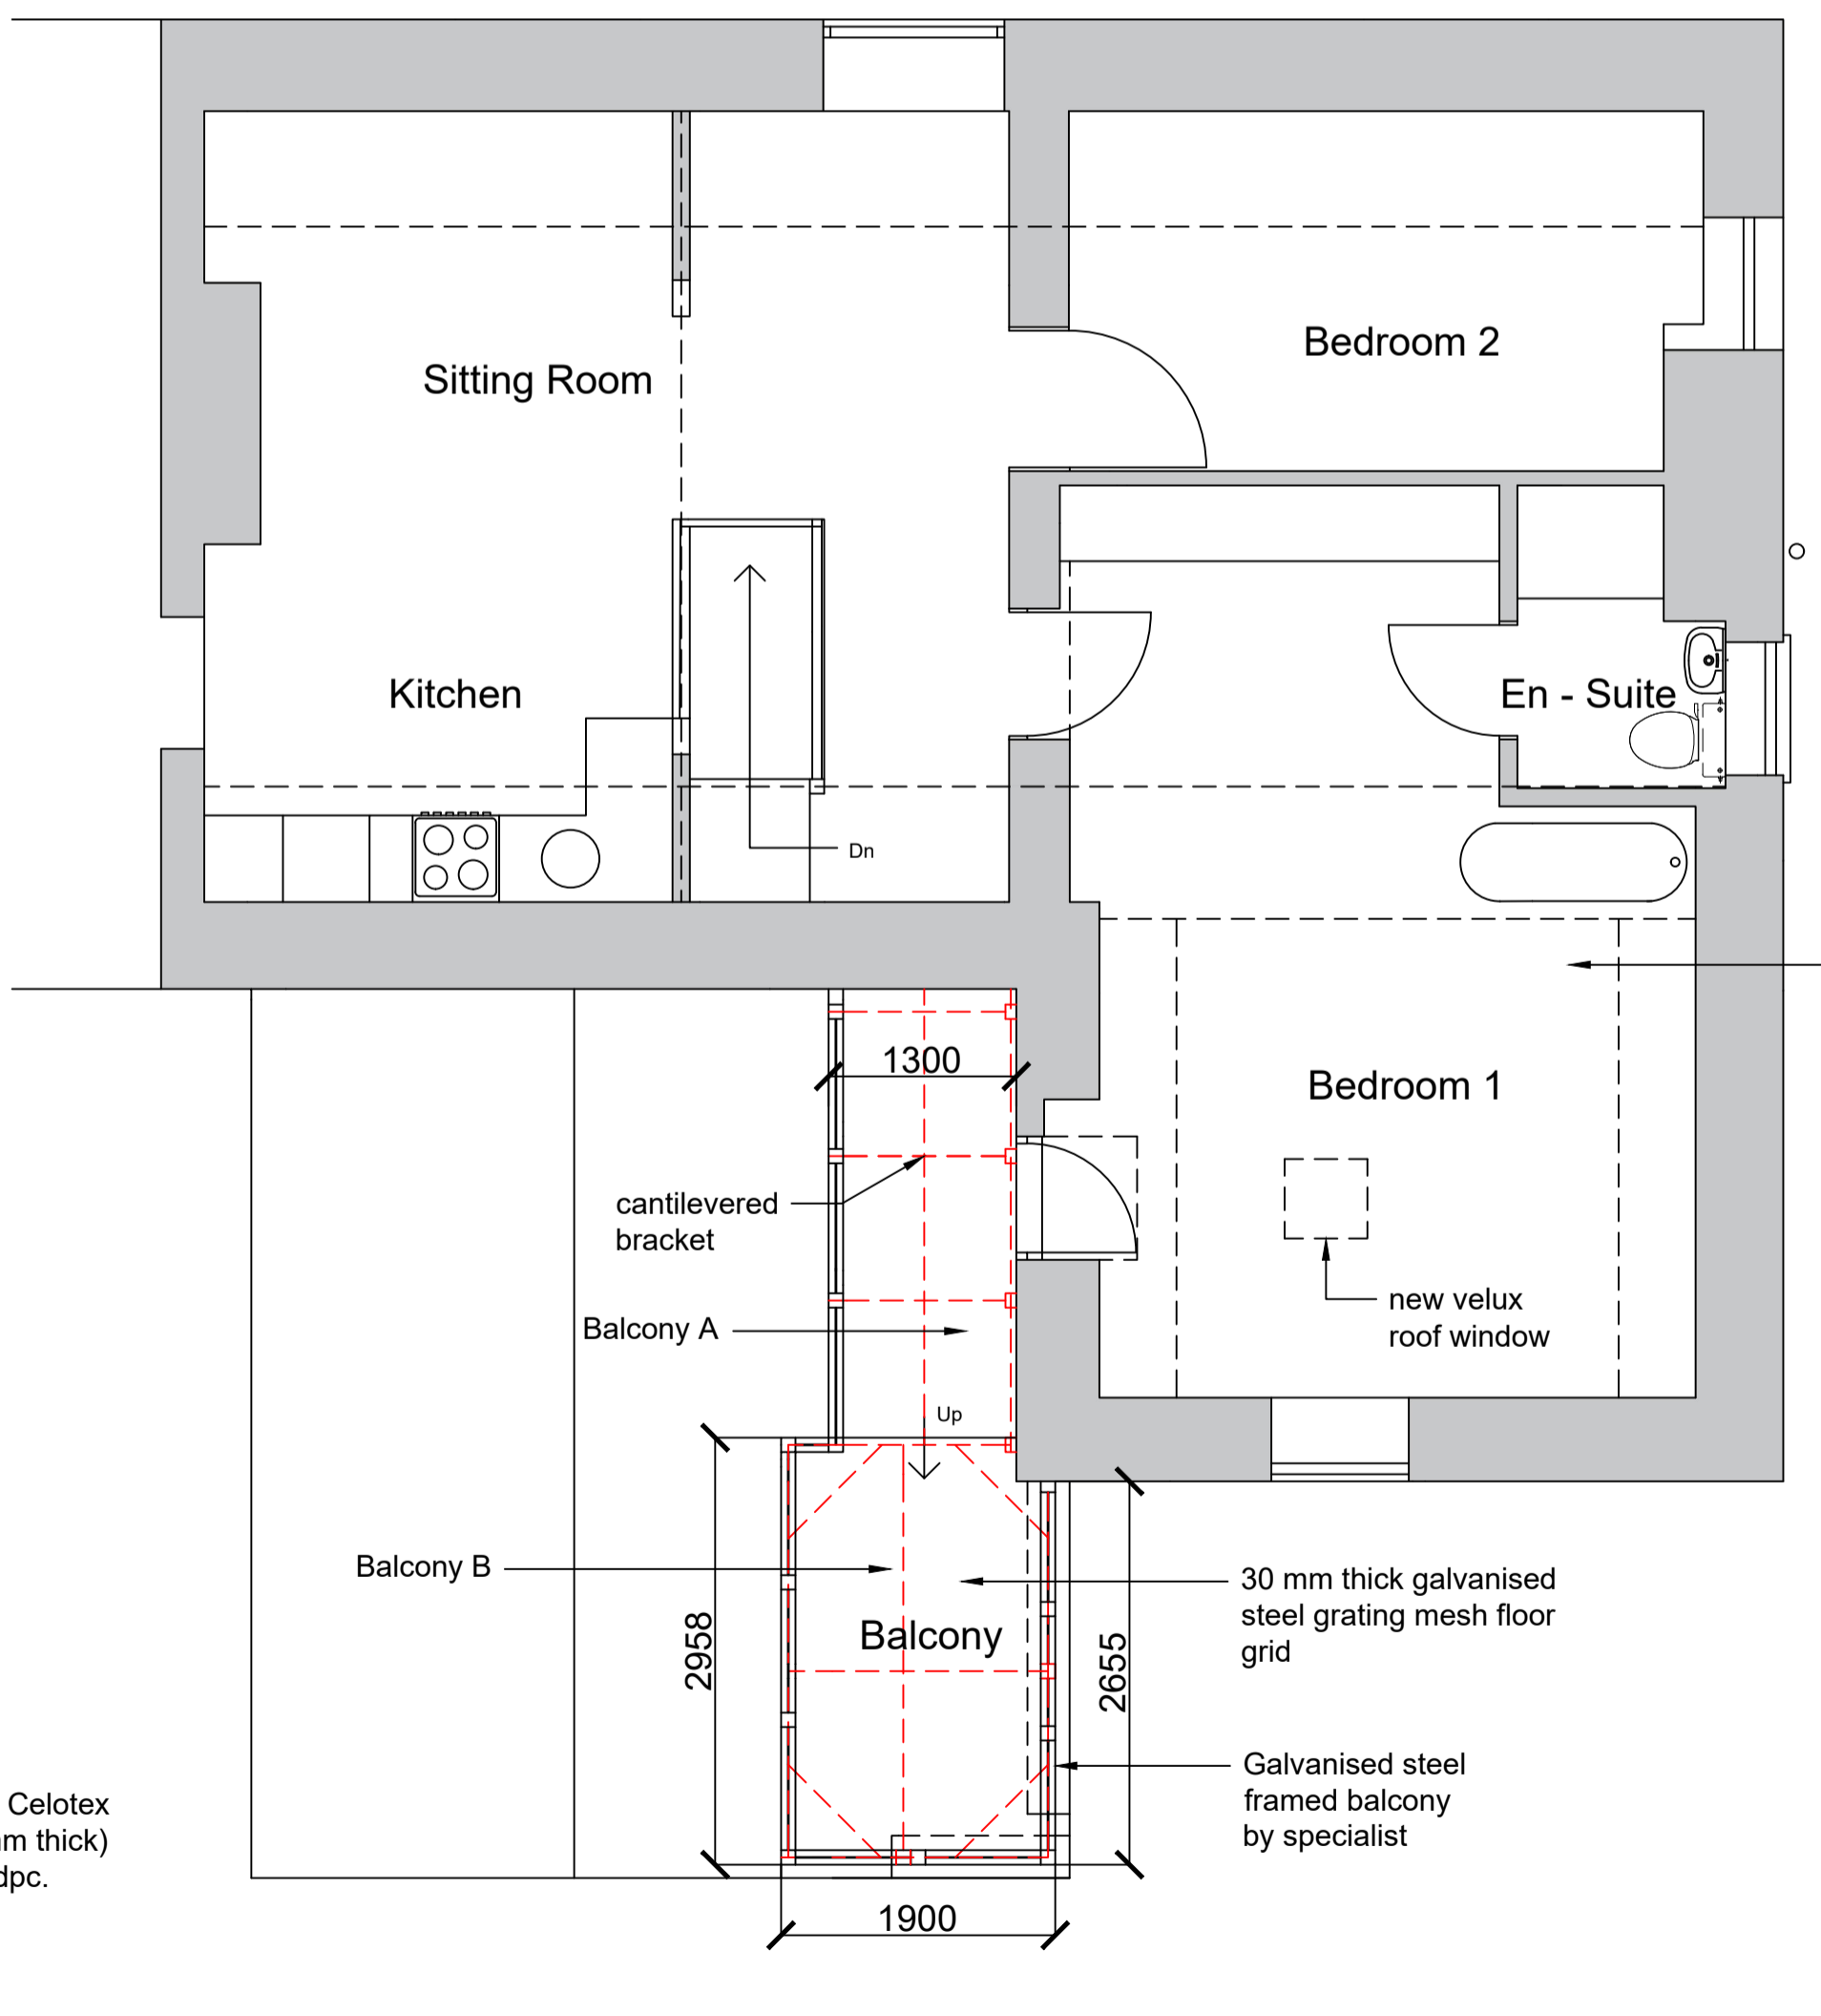 Sitting Room
Bedroom 2
Kitchen
En - Suite
Dn
1300
Bedroom 1
cantilevered
bracket
new velux
roof window
Balcony A
Up
Balcony B
30 mm thick galvanised
steel grating mesh floor
grid
Balcony
2958
2655
Galvanised steel
framed balcony
by specialist
Celotex
m thick)
dpc.
1900